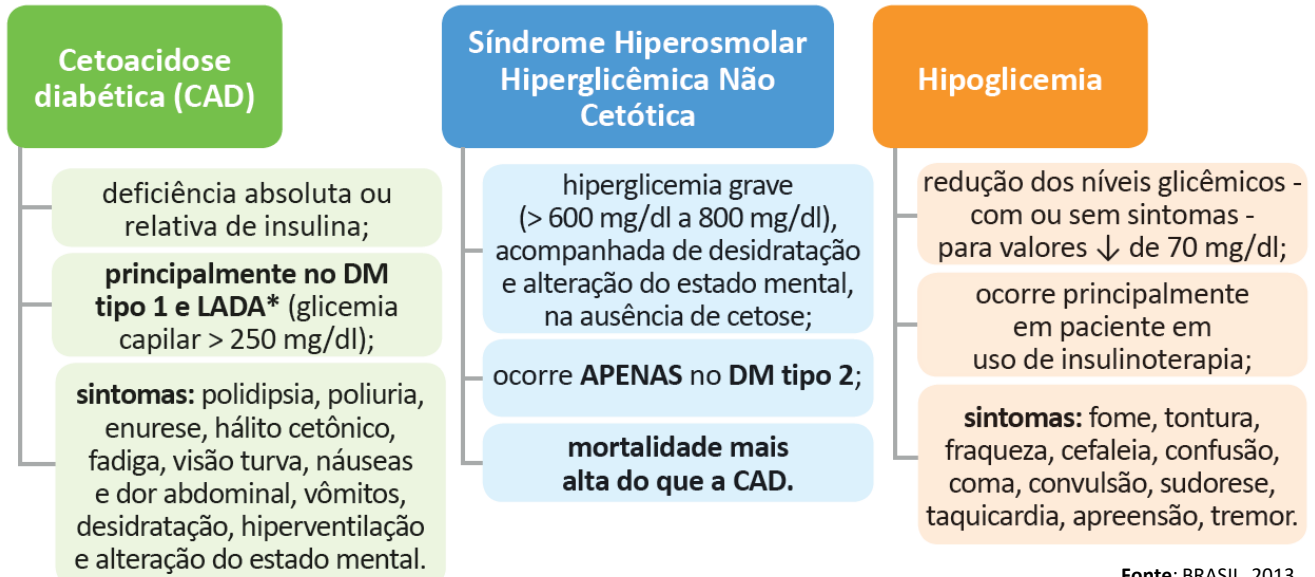 Cetoacidose
diabética (CAD)
deficiência absoluta ou
relativa de insulina;
principalmente no DM
tipo 1 e LADA* (glicemia
capilar > 250 mg/dl);
sintomas: polidipsia, poliuria,
enurese, hálito cetônico,
fadiga, visão turva, náuseas
e dor abdominal, vômitos,
desidratação, hiperventilação
e alteração do estado mental.
Síndrome Hiperosmolar
Hiperglicêmica Não
Cetótica
hiperglicemia grave
(> 600 mg/dl a 800 mg/dl),
acompanhada de desidratação
e alteração do estado mental,
na ausência de cetose;
ocorre APENAS no DM tipo 2;
mortalidade mais
alta do que a CAD.
Hipoglicemia
redução dos níveis glicêmicos -
com ou sem sintomas -
para valores ↓ de 70 mg/dl;
ocorre principalmente
em paciente em
uso de insulinoterapia;
sintomas: fome, tontura,
fraqueza, cefaleia, confusão,
coma, convulsão, sudorese,
taquicardia, apreensão, tremor.
Fonte: BRASIL, 2013